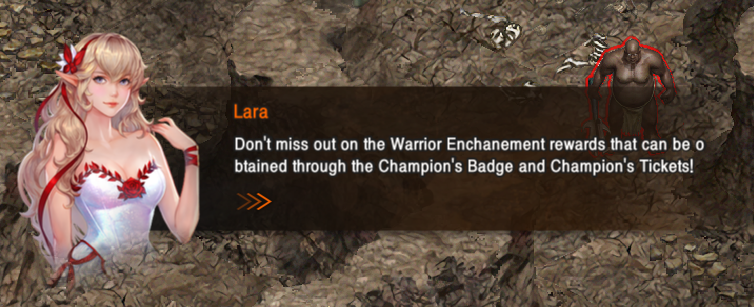 Lara
Don't miss out on the Warrior Enchanement rewards that can be o
btained through the Champion's Badge and Champion's Tickets!